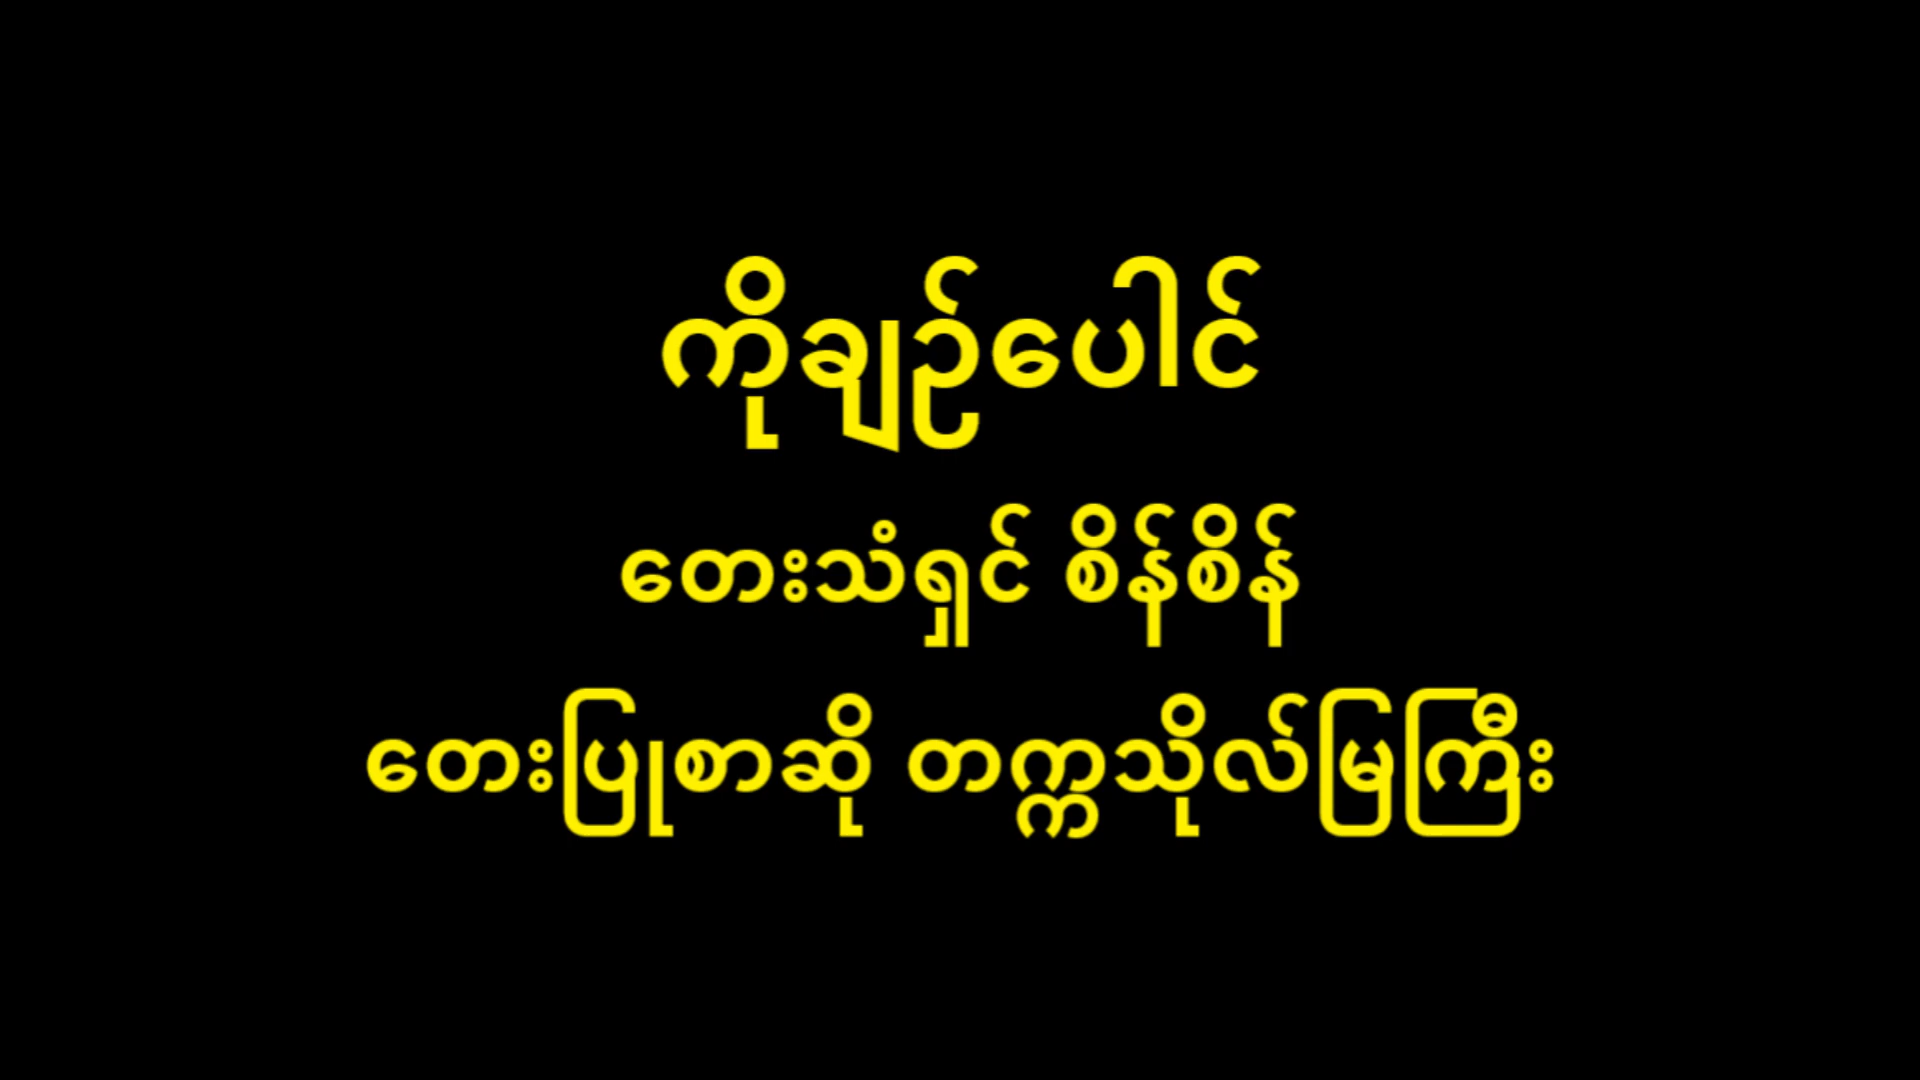 ကိုချဉ်ပေါင်
တေးသံရှင် စိန်စိန်
တေးပြုစာဆို တက္ကသိုလ်မြကြီး